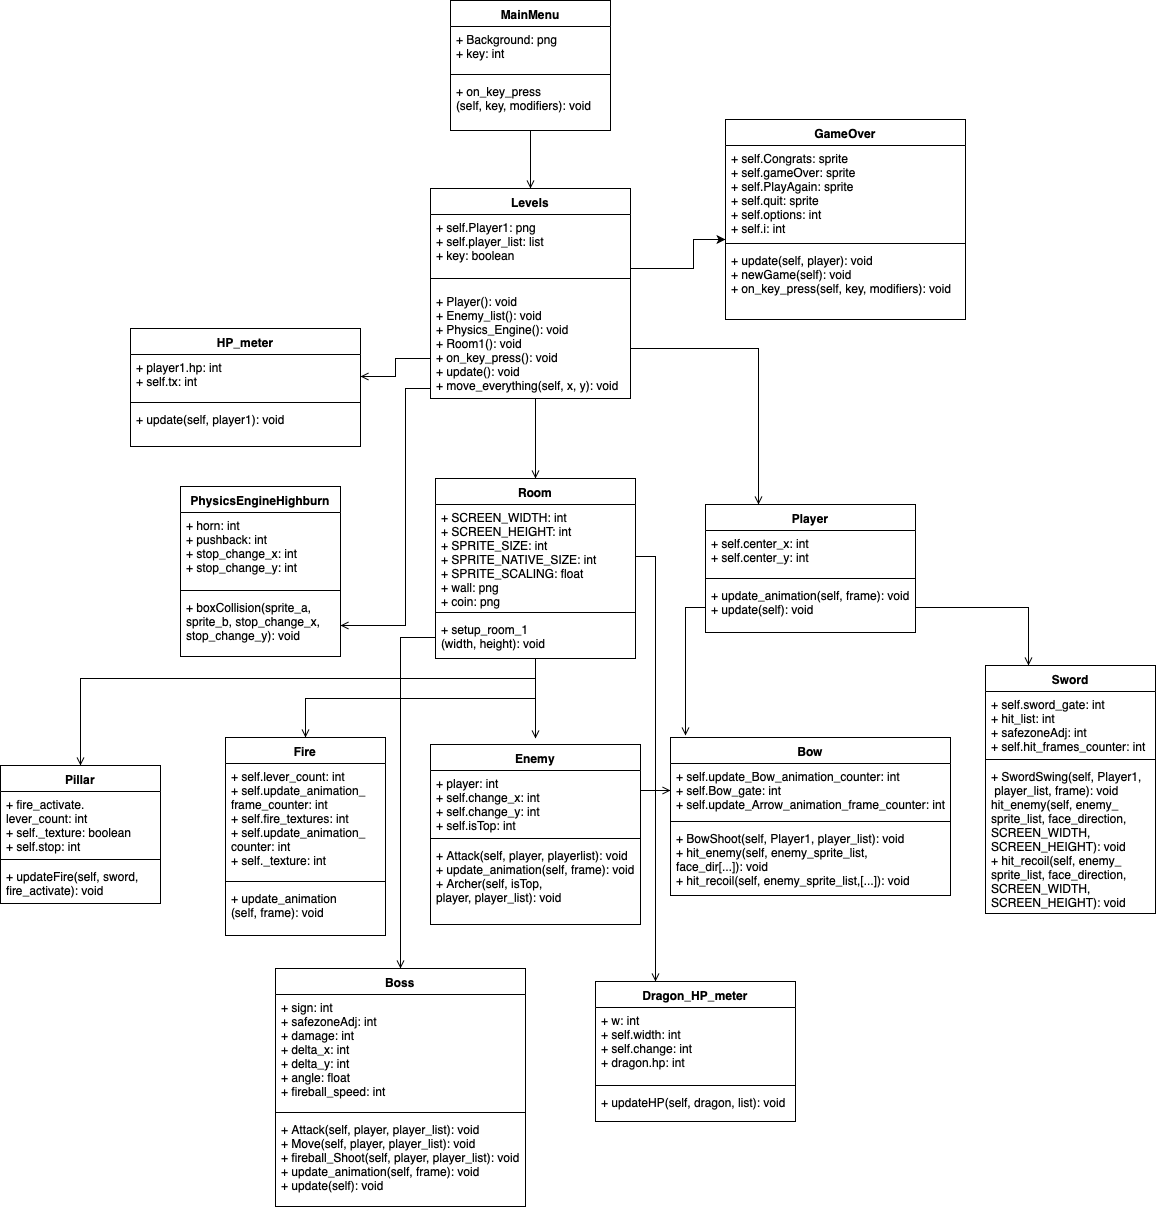 MainMenu
+ Background: png
+ key: int
+ on_key_press
(self, key, modifiers): void
GameOver
+ self.Congrats: sprite
+ self.gameOver: sprite
+ self.PlayAgain: sprite
+ self.quit: sprite
+ self.options: int
+ self.i: int
+ update(self, player): void
+ newGame(self): void
+ on_key_press(self, key, modifiers): void
Levels
+ self.Player1: png
+ self.player_list: list
+ key: boolean
+ Player(): void
+ Enemy_list(): void
+ Physics_Engine(): void
+ Room1(): void
+ on_key_press(): void
+ update(): void
+ move_everything(self, x, y): void
HP_meter
+ player1.hp: int
+ self.tx: int
+ update(self, player1): void
PhysicsEngineHighburn
+ horn: int
+ pushback: int
+ stop_change_x: int
+ stop_change_y: int
+ boxCollision(sprite_a,
sprite_b, stop_change_x,
stop_change_y): void
Room
+ SCREEN_WIDTH: int
+ SCREEN_HEIGHT: int
+ SPRITE_SIZE: int
+ SPRITE_NATIVE_SIZE: int
+ SPRITE_SCALING: float
+ wall: png
+ coin: png
+ setup_room_1
(width, height): void
Player
+ self.center_x: int
+ self.center_y: int
+ update_animation(self, frame): void
+ update(self): void
Sword
+ self.sword_gate: int
+ hit_list: int
+ safezoneAdj: int
+ self.hit_frames_counter: int
+ SwordSwing(self, Player1,
player_list, frame): void
hit_enemy(self, enemy_
sprite_list, face_direction,
SCREEN_WIDTH,
SCREEN_HEIGHT): void
+ hit_recoil(self, enemy_
sprite_list, face_direction,
SCREEN_WIDTH,
SCREEN_HEIGHT): void
Pillar
+ fire_activate.
lever_count: int
+ self._texture: boolean
+ self.stop: int
+ updateFire(self, sword,
fire_activate): void
Fire
+ self.lever_count: int
+ self.update_animation_
frame_counter: int
+ self.fire_textures: int
+ self.update_animation_
counter: int
+ self._texture: int
+ update_animation
(self, frame): void
Enemy
+ player: int
+ self.change_x: int
+ self.change_y: int
+ self.isTop: int
+ Attack(self, player, playerlist): void
+ update_animation(self, frame): void
+ Archer(self, isTop,
player, player_list): void
Bow
+ self.update_Bow_animation_counter: int
+ self.Bow_gate: int
+ self.update_Arrow_animation_frame_counter: int
+ BowShoot(self, Player1, player_list): void
+ hit_enemy(self, enemy_sprite_list,
face_dir[...]): void
+ hit_recoil(self, enemy_sprite_list,[...]): void
Boss
+ sign: int
+ safezoneAdj: int
+ damage: int
+ delta_x: int
+ delta_y: int
+ angle: float
+ fireball_speed: int
+ Attack(self, player, player_list): void
+ Move(self, player, player_list): void
+ fireball_Shoot(self, player, player_list): void
+ update_animation(self, frame): void
+ update(self): void
Dragon_HP_meter
+ w: int
+ self.width: int
+ self.change: int
+ dragon.hp: int
+ updateHP(self, dragon, list): void